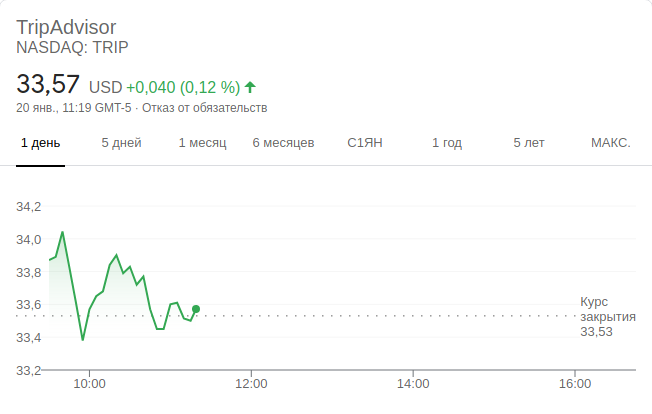 TripAdvisor
NASDAQ: TRIP
33,57 USD +0,040 (0,12 %)
20 янв., 11:19 GMT-5 · Отказ от обязательств
1 день 5 дней 1 месяц 6 месяцев С1ЯН 1 год 5 лет МАКС.
34,2
34,0
33,8
33,6
33,4
33,2
Курс
закрытия
33,53
10:00 12:00 14:00 16:00